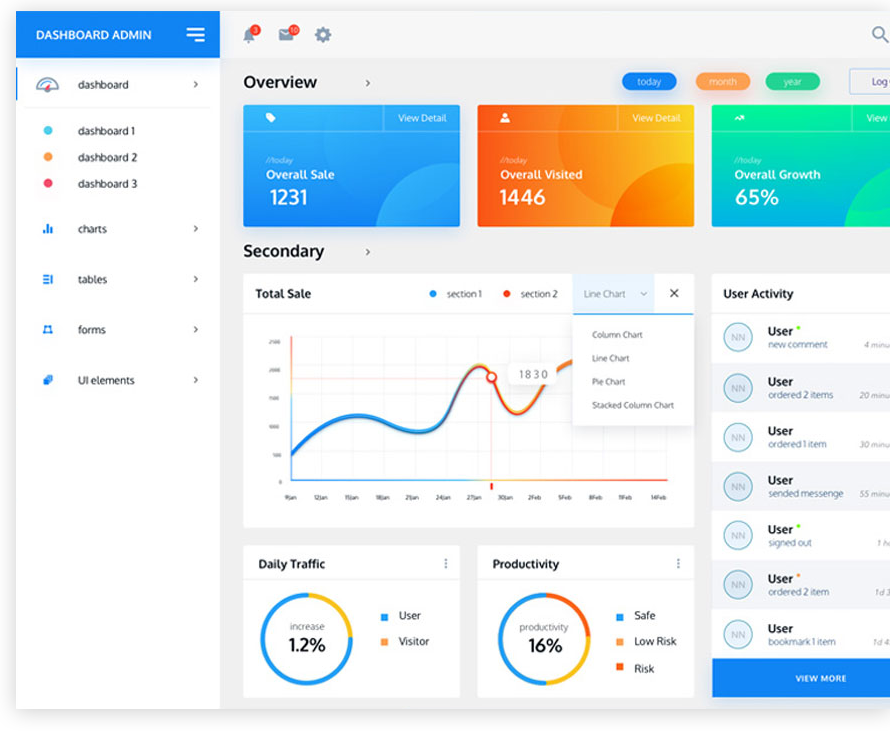 DASHBOARD ADMIN
3
10
dashboard
dashboard 1
dashboard 2
dashboard 3
charts
tables
forms
UI elements
Overview
today
month
year
Log
View Detail
//today
Overall Sale
1231
View Detail
//today
Overall Visited
1446
View
//today
Overall Growth
65%
Secondary
Total Sale
section 1
section 2
Line Chart
Column Chart
Line Chart
Pie Chart
Stacked Column Chart
1830
2500
2000
1500
1000
500
0
9Jan 12Jan 15Jan 18Jan 21Jan 24Jan 27Jan 30Jan 2Feb 5Feb 8Feb 11Feb 14Feb
User Activity
NN
User
new comment
4 minu
NN
User
ordered 2 items
20 minu
NN
User
ordered 1 item
30 minu
NN
User
sended messenge
55 minu
NN
User
signed out
1 h
NN
User
ordered 2 item
1d 3
NN
User
bookmark 1 item
1d 4
VIEW MORE
Daily Traffic
increase
1.2%
User
Visitor
Productivity
productivity
16%
Safe
Low Risk
Risk